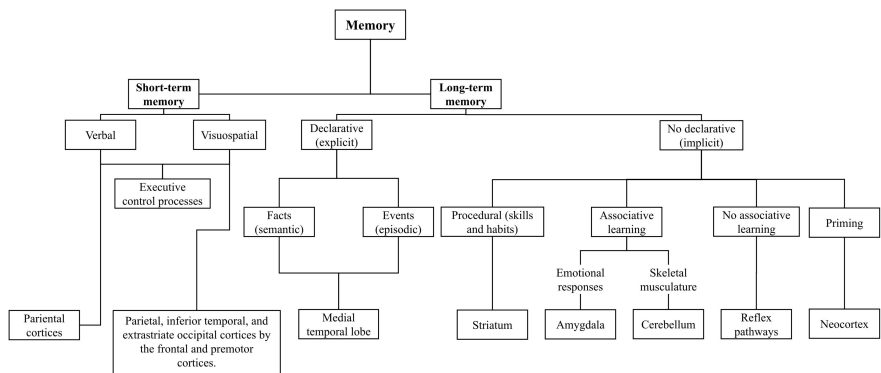 Memory
Short-term
memory
Long-term
memory
Verbal
Visuospatial
Declarative
(explicit)
No declarative
(implicit)
Executive
control processes
Facts
(semantic)
Events
(episodic)
Procedural (skills
and habits)
Associative
learning
No associative
learning
Priming
Emotional
responses
Skeletal
musculature
Pariental
cortices
Parietal, inferior temporal, and
extrastriate occipital cortices by
the frontal and premotor
cortices.
Medial
temporal lobe
Striatum
Amygdala
Cerebellum
Reflex
pathways
Neocortex